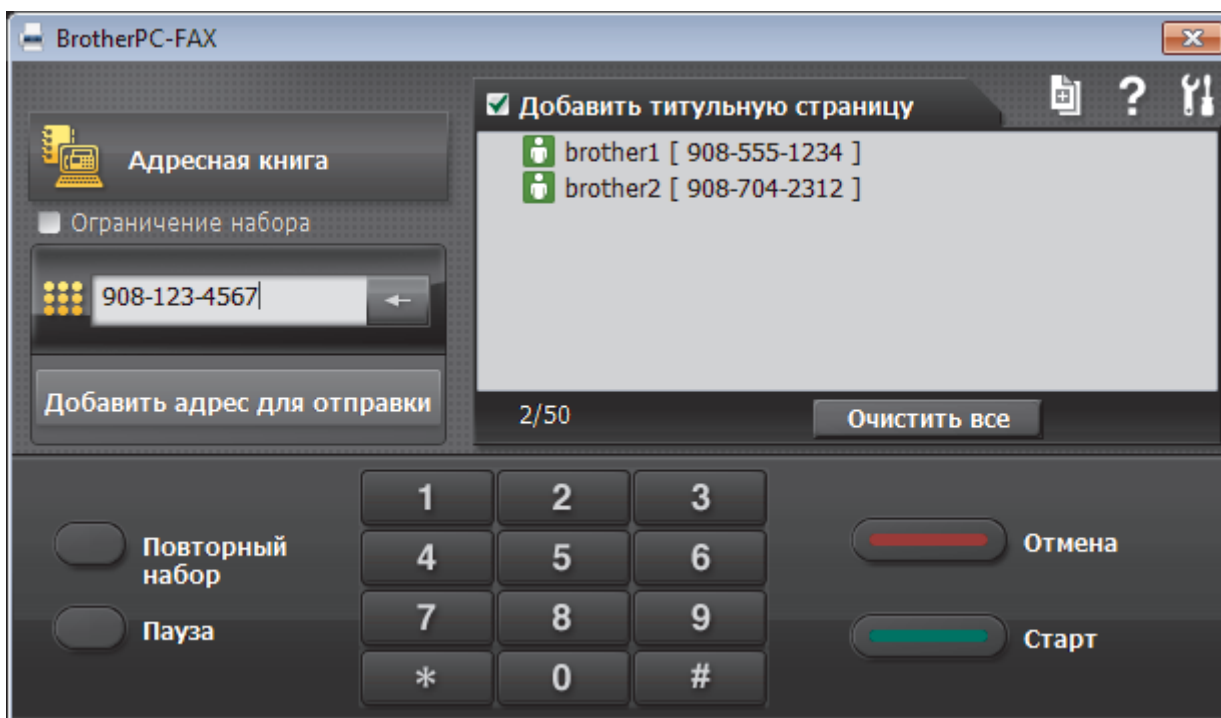 BrotherPC-FAX
Адресная книга
Ограничение набора
908-123-4567
Добавить адрес для отправки
Добавить титульную страницу
?
brother1 [ 908-555-1234 ]
brother2 [ 908-704-2312 ]
2/50
Очистить все
Повторный
набор
Пауза
1 2 3
4 5 6
7 8 9
* 0 #
Отмена
Старт